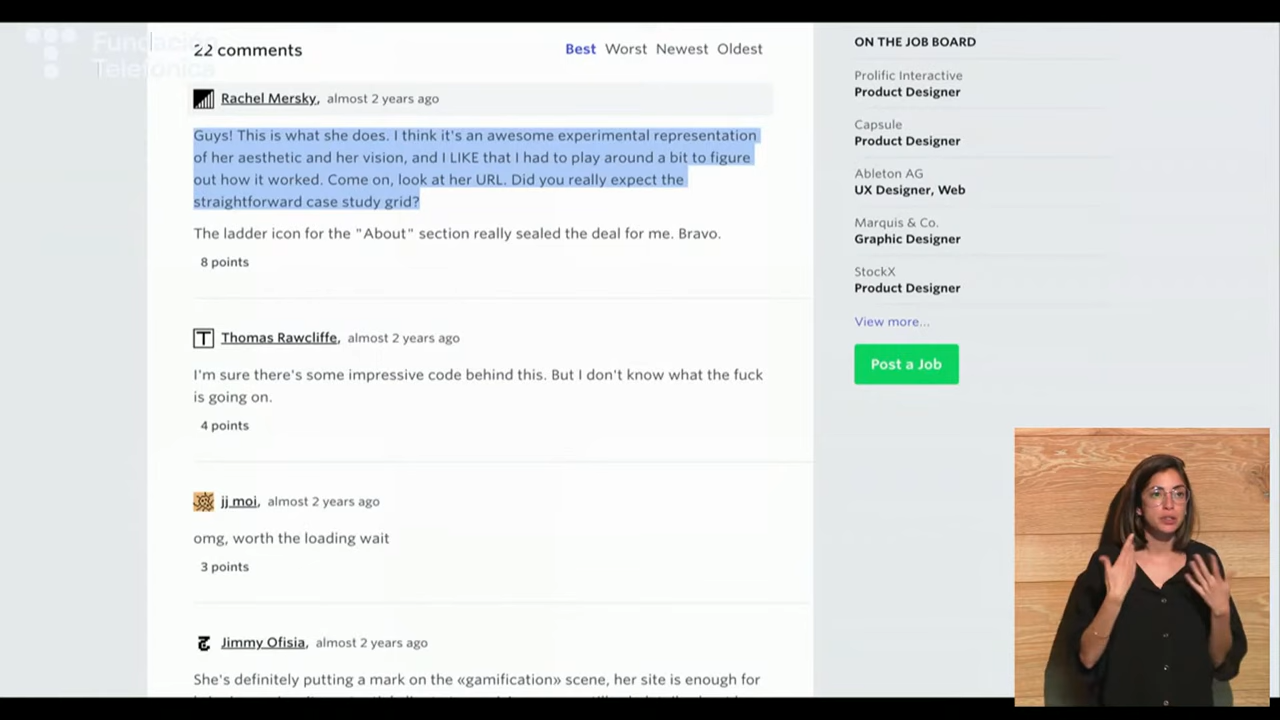 Fundación
Telefónica
22 comments
Best Worst Newest Oldest
Rachel Mersky, almost 2 years ago
Guys! This is what she does. I think it's an awesome experimental representation
of her aesthetic and her vision, and I LIKE that I had to play around a bit to figure
out how it worked. Come on, look at her URL. Did you really expect the
straightforward case study grid?
The ladder icon for the "About" section really sealed the deal for me. Bravo.
8 points
Thomas Rawcliffe, almost 2 years ago
I'm sure there's some impressive code behind this. But I don't know what the fuck
is going on.
4 points
jj moi, almost 2 years ago
omg, worth the loading wait
3 points
Jimmy Ofisia, almost 2 years ago
She's definitely putting a mark on the «gamification» scene, her site is enough for
ON THE JOB BOARD
Prolific Interactive
Product Designer
Capsule
Product Designer
Ableton AG
UX Designer, Web
Marquis & Co.
Graphic Designer
StockX
Product Designer
View more...
Post a Job